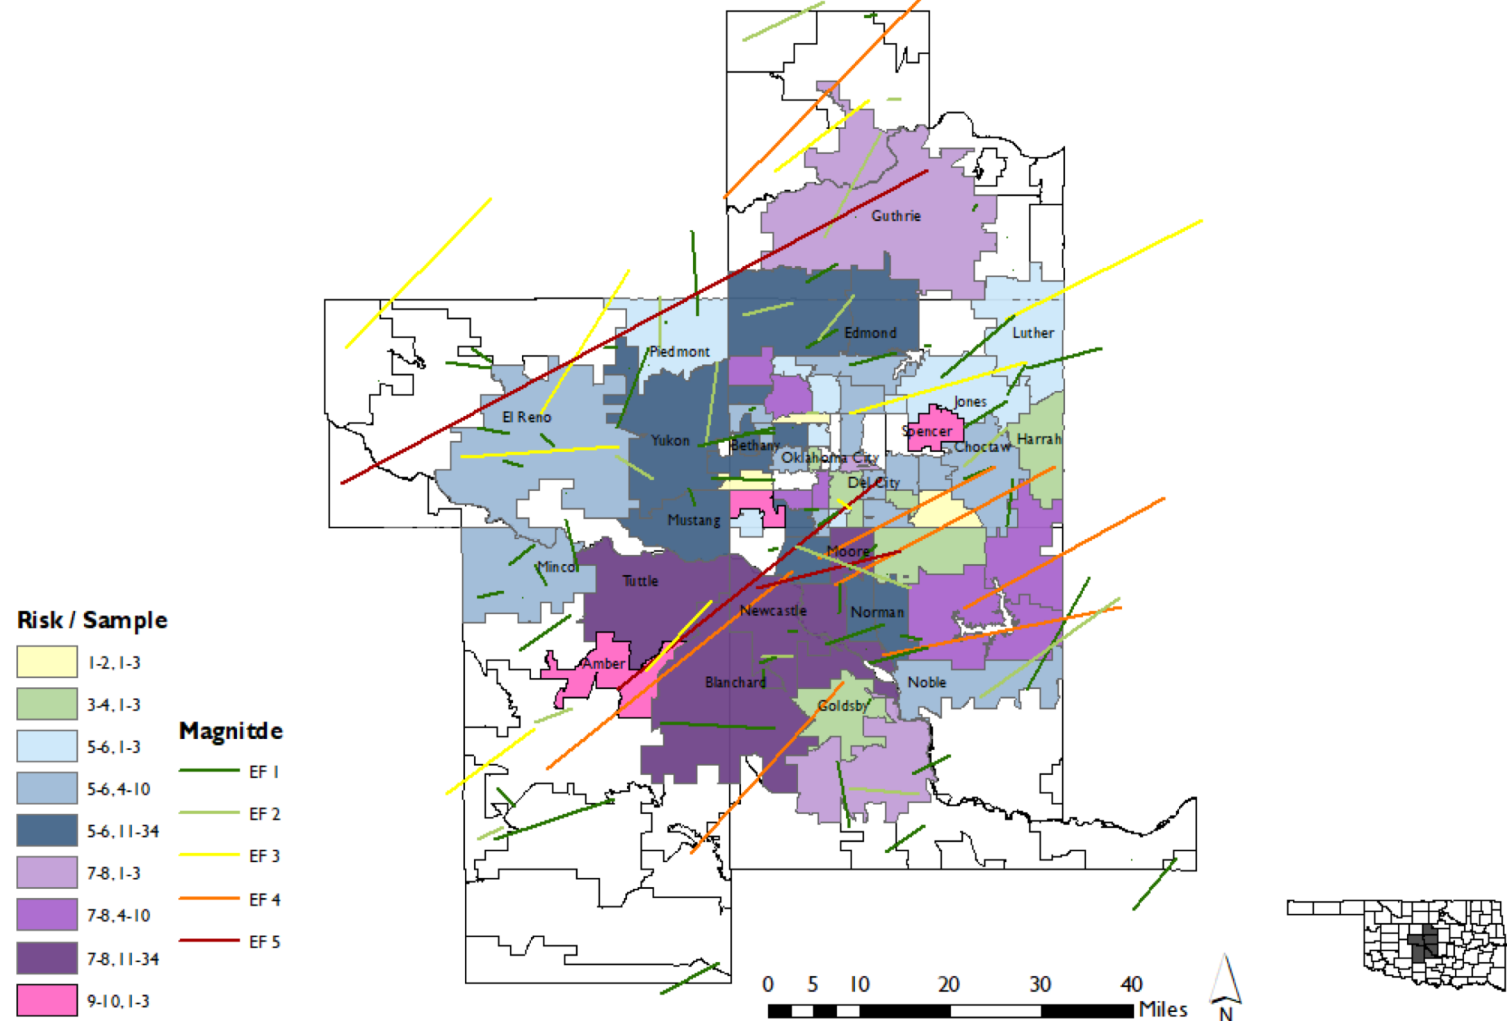 Guthrie
Edmond
Luther
Piedmont
Jones
El Reno
Spencer
Yukon
Bethany
Harrah
Choctaw
Oklahoma City
Del City
Mustang
Moore
Minco
Tuttle
Newcastle
Norman
Amber
Blanchard
Noble
Goldsby
Risk / Sample
1-2, 1-3
3-4, 1-3
5-6, 1-3
5-6, 4-10
5-6, 11-34
7-8, 1-3
7-8, 4-10
7-8, 11-34
9-10, 1-3
Magnitde
EF 1
EF 2
EF 3
EF 4
EF 5
0 5 10 20 30 40
Miles
N